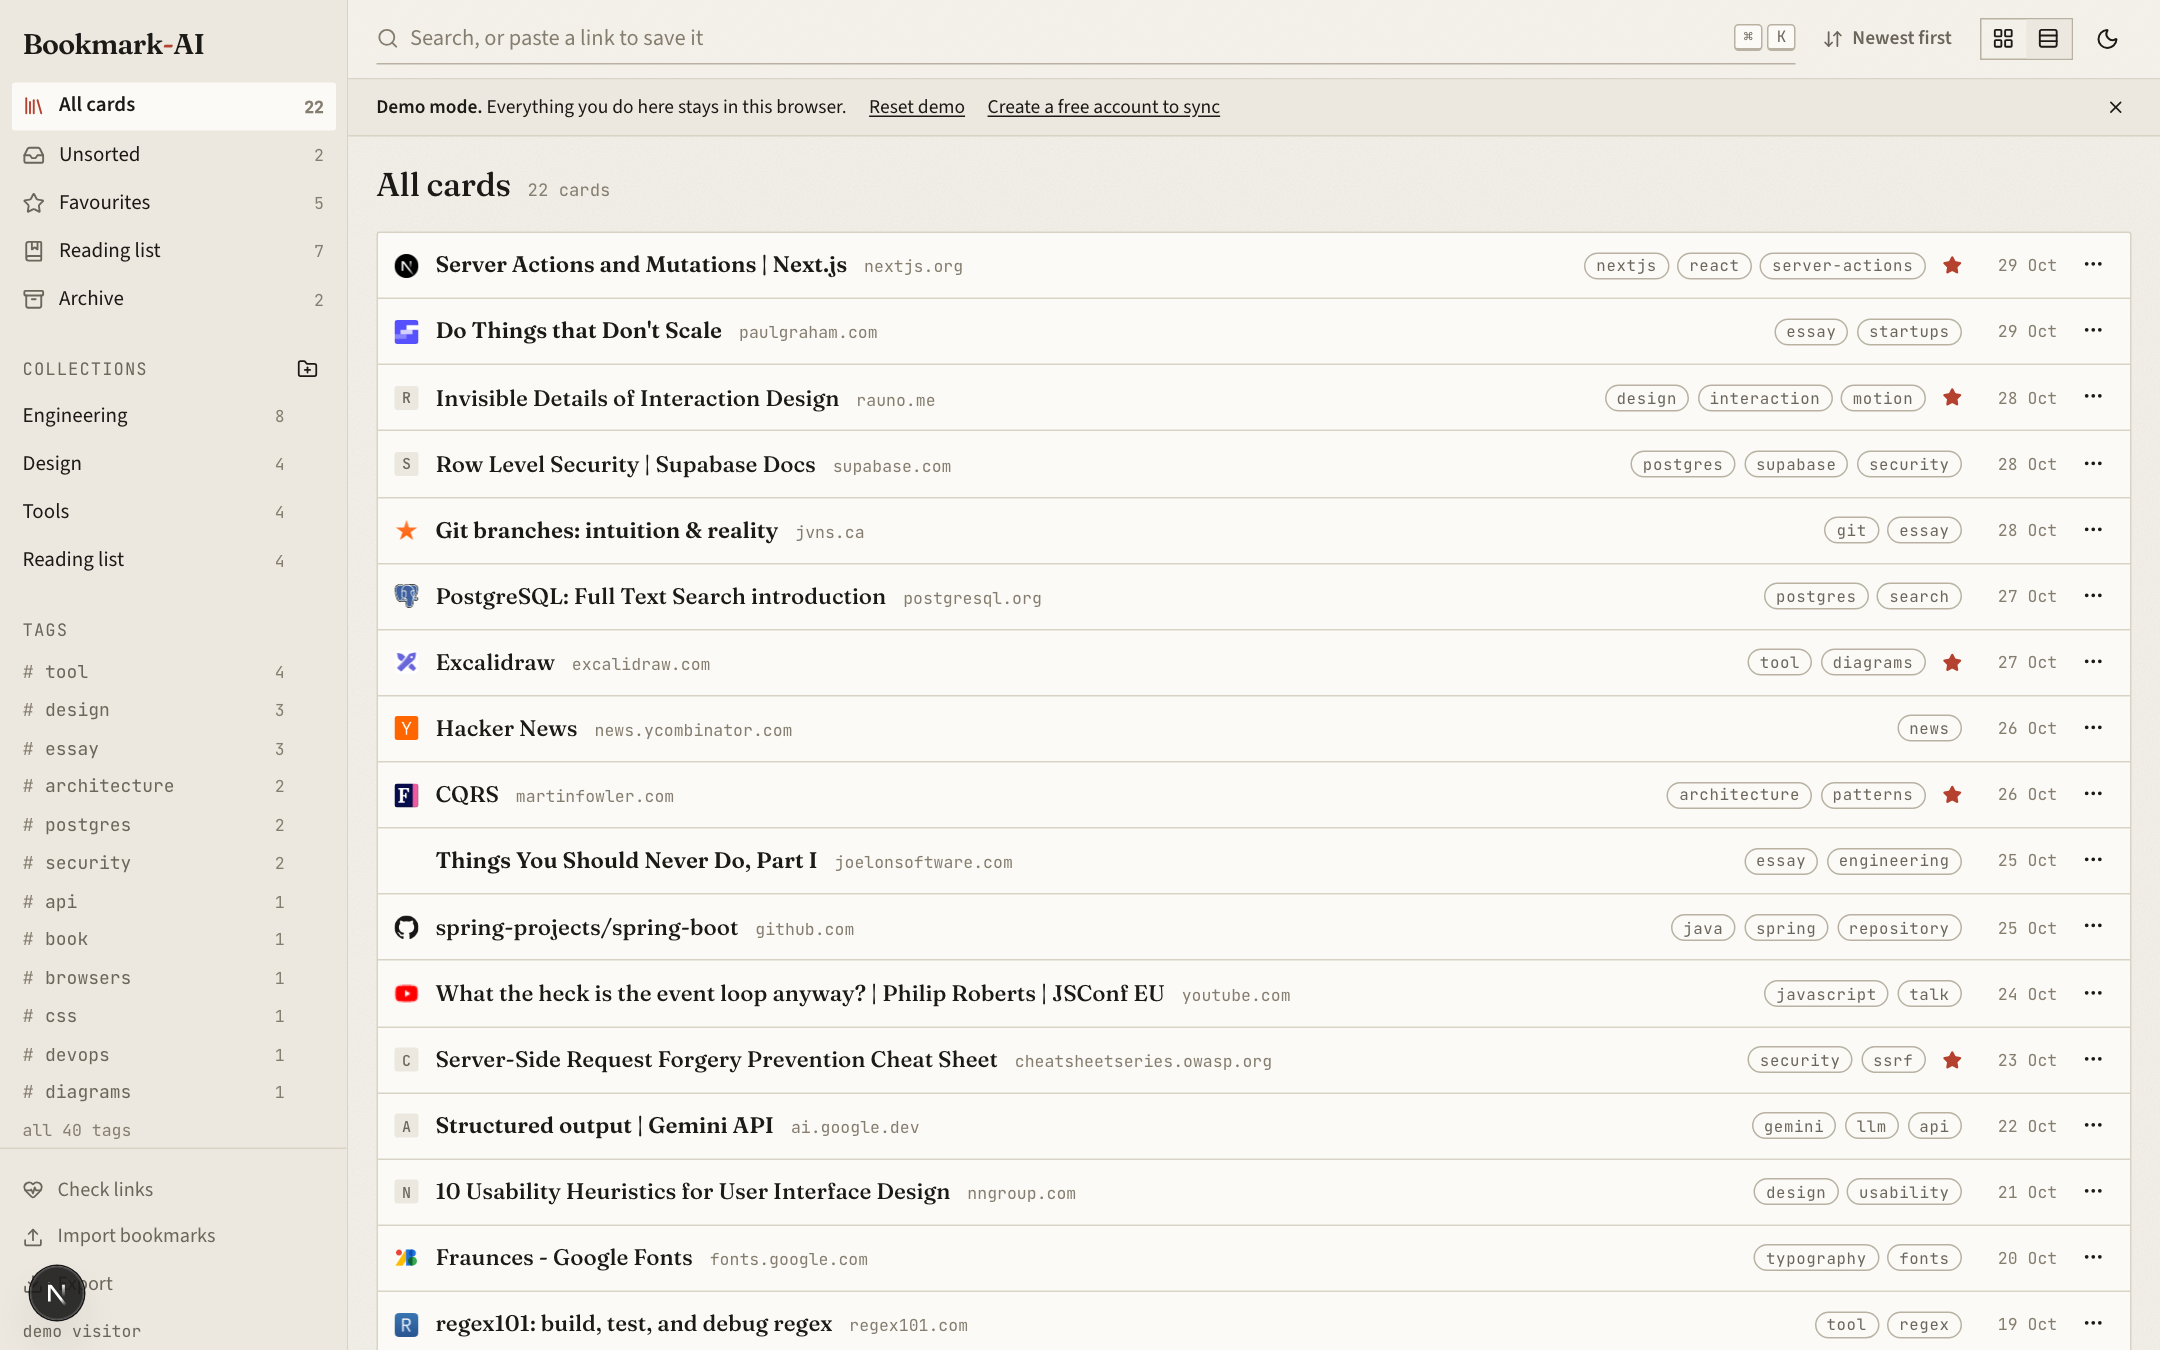 Bookmark-AI
All cards 22
Unsorted 2
Favourites 5
Reading list 7
Archive 2
COLLECTIONS
Engineering 8
Design 4
Tools 4
Reading list 4
TAGS
# tool 4
# design 3
# essay 3
# architecture 2
# postgres 2
# security 2
# api 1
# book 1
# browsers 1
# css 1
# devops 1
# diagrams 1
all 40 tags
Check links
Import bookmarks
N
demo visitor
Search, or paste a link to save it ⌘ K Newest first
Demo mode. Everything you do here stays in this browser. Reset demo Create a free account to sync
All cards 22 cards
N Server Actions and Mutations | Next.js nextjs.org nextjs react server-actions 29 Oct
Do Things that Don't Scale paulgraham.com essay startups 29 Oct
R Invisible Details of Interaction Design rauno.me design interaction motion 28 Oct
S Row Level Security | Supabase Docs supabase.com postgres supabase security 28 Oct
Git branches: intuition & reality jvns.ca git essay 28 Oct
PostgreSQL: Full Text Search introduction postgresql.org postgres search 27 Oct
Excalidraw excalidraw.com tool diagrams 27 Oct
Y Hacker News news.ycombinator.com news 26 Oct
F CQRS martinfowler.com architecture patterns 26 Oct
Things You Should Never Do, Part I joelonsoftware.com essay engineering 25 Oct
spring-projects/spring-boot github.com java spring repository 25 Oct
What the heck is the event loop anyway? | Philip Roberts | JSConf EU youtube.com javascript talk 24 Oct
C Server-Side Request Forgery Prevention Cheat Sheet cheatsheetseries.owasp.org security ssrf 23 Oct
A Structured output | Gemini API ai.google.dev gemini llm api 22 Oct
N 10 Usability Heuristics for User Interface Design nngroup.com design usability 21 Oct
Fraunces - Google Fonts fonts.google.com typography fonts 20 Oct
R regex101: build, test, and debug regex regex101.com tool regex 19 Oct